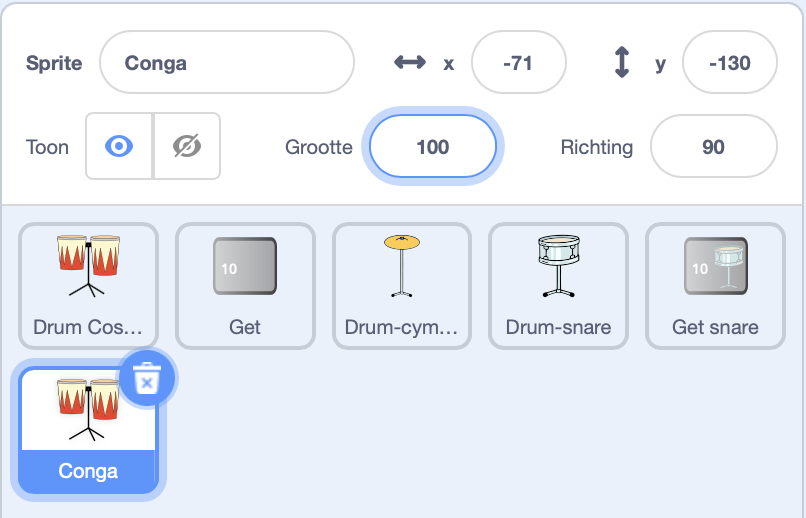 Sprite Conga x -71 y -130
Toon Grootte 100 Richting 90
10 10
Drum Cos... Get Drum-cym... Drum-snare Get snare
Conga